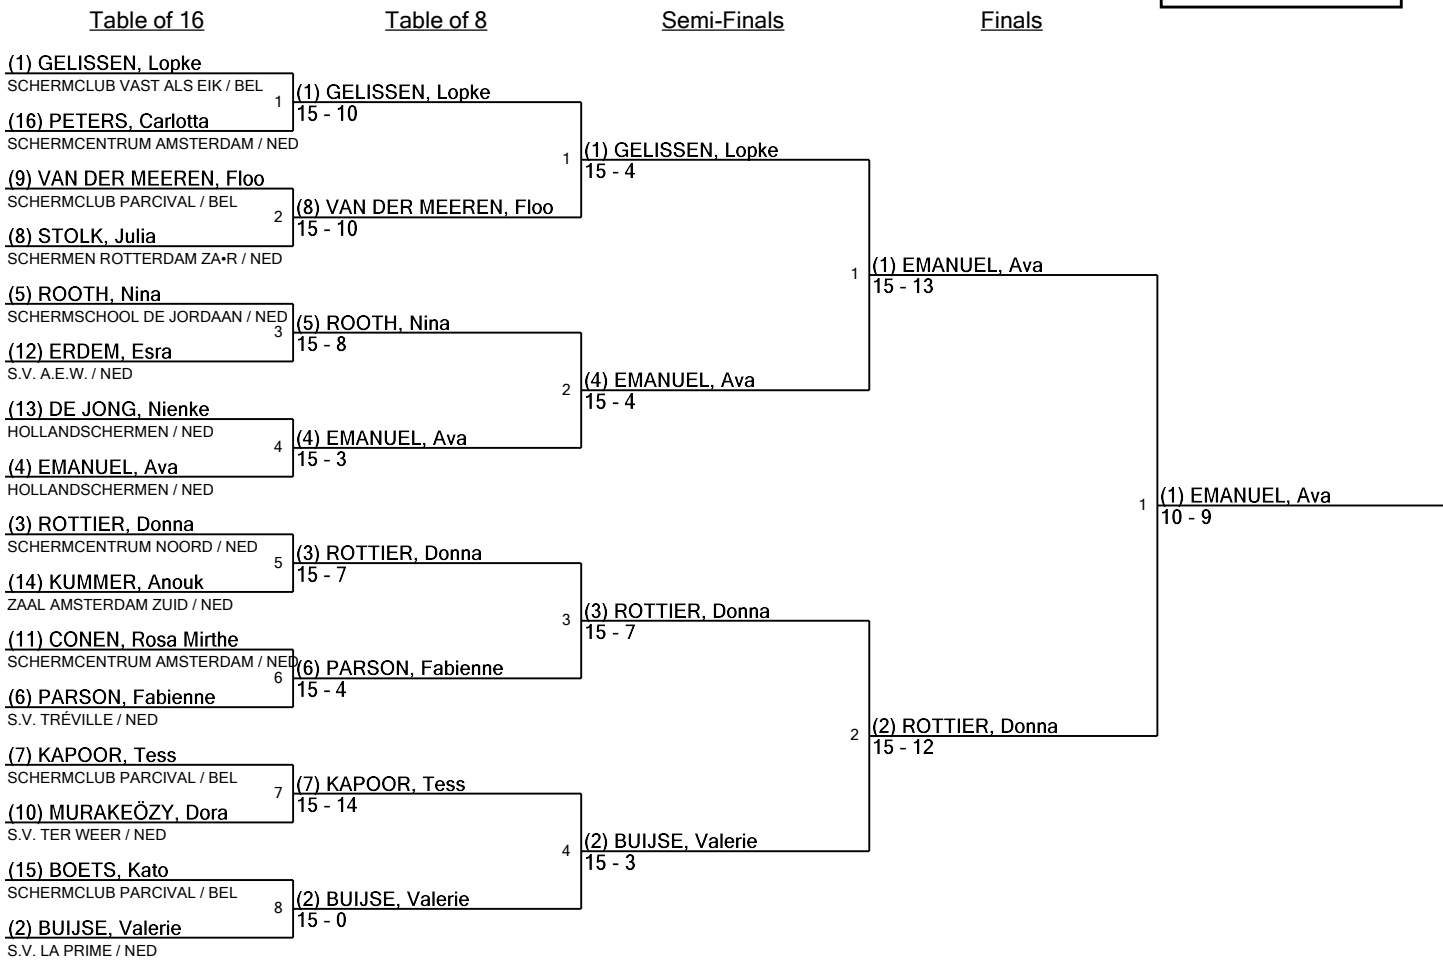 Table of 16
Table of 8
Semi-Finals
Finals
(1) GELISSEN, Lopke
SCHERMCLUB VAST ALS EIK / BEL
1
(16) PETERS, Carlotta
SCHERMCENTRUM AMSTERDAM / NED
(9) VAN DER MEEREN, Floo
SCHERMCLUB PARCIVAL / BEL
2
(8) STOLK, Julia
SCHERMEN ROTTERDAM ZA•R / NED
(5) ROOTH, Nina
SCHERMSCHOOL DE JORDAAN / NED
3
(12) ERDEM, Esra
S.V. A.E.W. / NED
(13) DE JONG, Nienke
HOLLANDSCHERMEN / NED
4
(4) EMANUEL, Ava
HOLLANDSCHERMEN / NED
(3) ROTTIER, Donna
SCHERMCENTRUM NOORD / NED
5
(14) KUMMER, Anouk
ZAAL AMSTERDAM ZUID / NED
(11) CONEN, Rosa Mirthe
SCHERMCENTRUM AMSTERDAM / NED
6
(6) PARSON, Fabienne
S.V. TRÉVILLE / NED
(7) KAPOOR, Tess
SCHERMCLUB PARCIVAL / BEL
7
(10) MURAKEÖZY, Dora
S.V. TER WEER / NED
(15) BOETS, Kato
SCHERMCLUB PARCIVAL / BEL
8
(2) BUIJSE, Valerie
S.V. LA PRIME / NED
(1) GELISSEN, Lopke
15 - 10
1
(8) VAN DER MEEREN, Floo
15 - 10
(5) ROOTH, Nina
15 - 8
2
(4) EMANUEL, Ava
15 - 3
(3) ROTTIER, Donna
15 - 7
3
(6) PARSON, Fabienne
15 - 4
(7) KAPOOR, Tess
15 - 14
4
(2) BUIJSE, Valerie
15 - 0
(1) GELISSEN, Lopke
15 - 4
1
(4) EMANUEL, Ava
15 - 4
(3) ROTTIER, Donna
15 - 7
2
(2) BUIJSE, Valerie
15 - 3
(1) EMANUEL, Ava
15 - 13
1
(2) ROTTIER, Donna
15 - 12
(1) EMANUEL, Ava
10 - 9